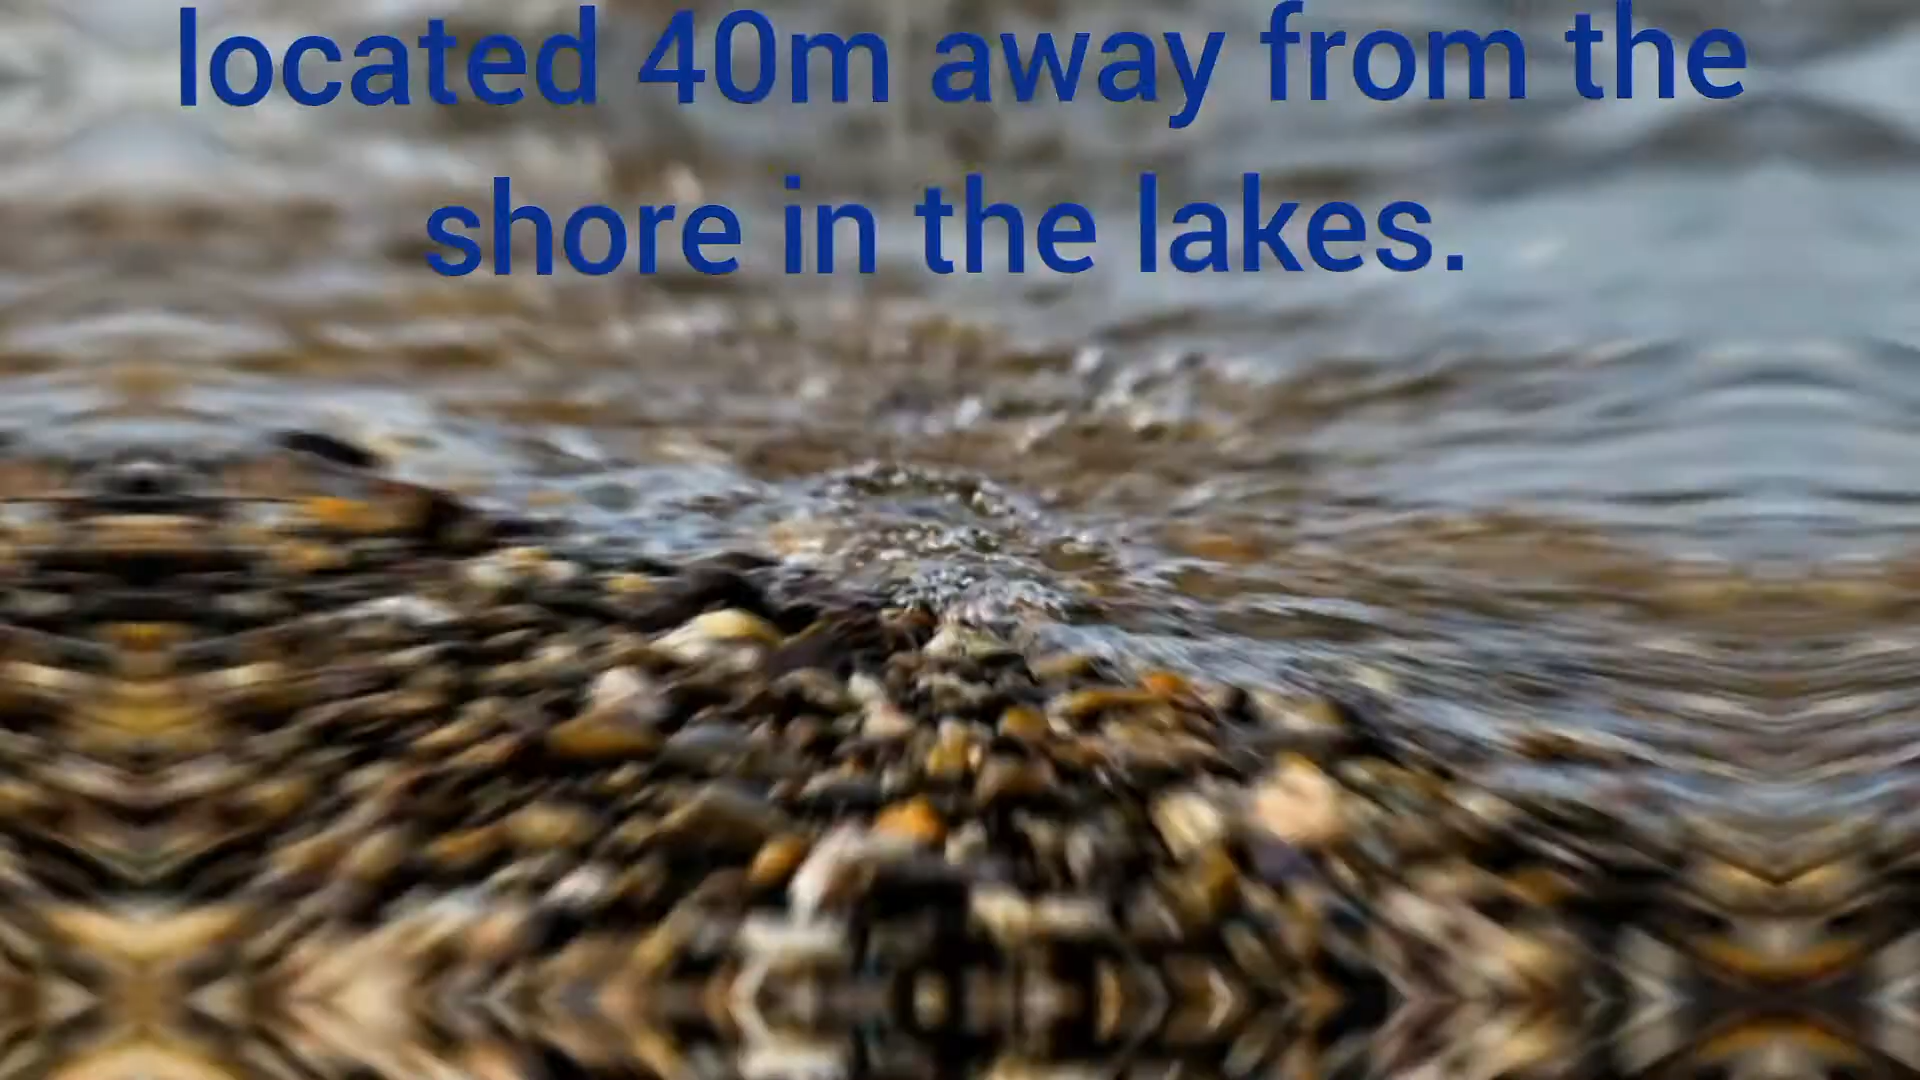 located 40m away from the
shore in the lakes.